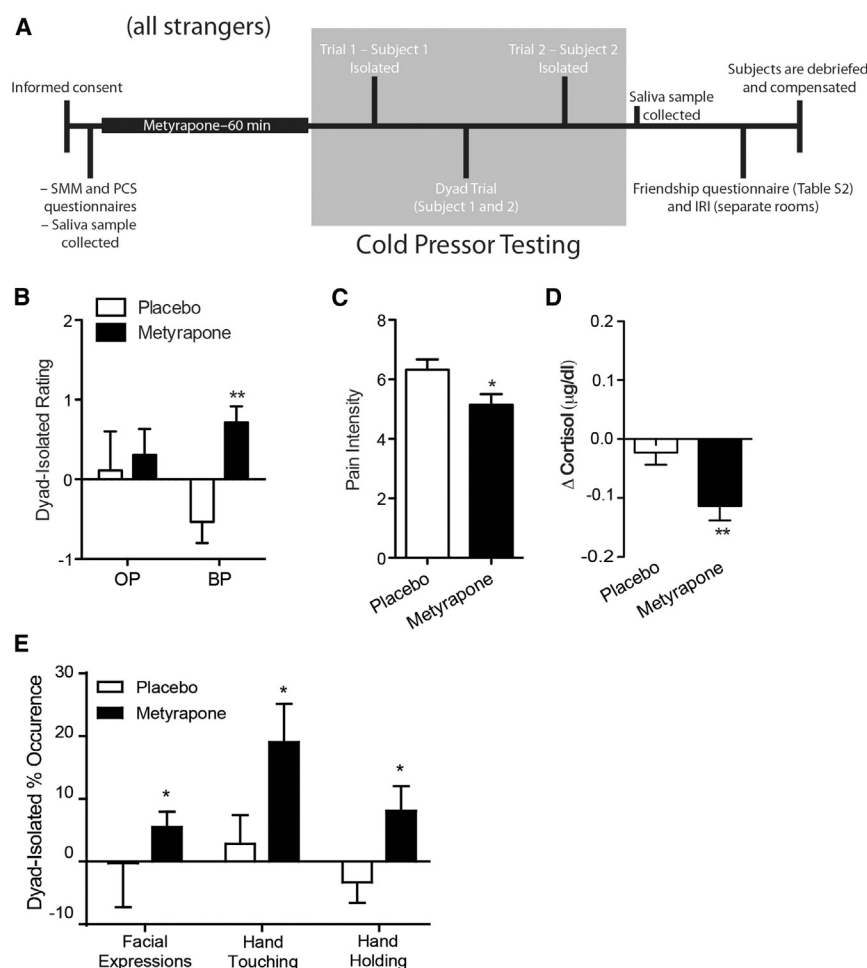 A
(all strangers)
Trial 1 – Subject 1
Isolated
Trial 2 – Subject 2
Isolated
Subjects are debriefed
and compensated
Informed consent
Saliva sample
collected
Metyrapone–60 min
– SMM and PCS
questionnaires
– Saliva sample
collected
Dyad Trial
(Subject 1 and 2)
Friendship questionnaire (Table S2)
and IRI (separate rooms)
Cold Pressor Testing
B
Placebo
Metyrapone
Dyad-Isolated Rating
2
1
0
-1
**
OP
BP
C
Pain Intensity
8
6
4
2
0
*
Placebo
Metyrapone
D
Δ Cortisol (μg/dl)
0.2
0.1
0.0
-0.1
-0.2
**
Placebo
Metyrapone
E
Placebo
Metyrapone
Dyad-Isolated % Occurence
30
20
10
0
-10
*
*
*
Facial
Expressions
Hand
Touching
Hand
Holding